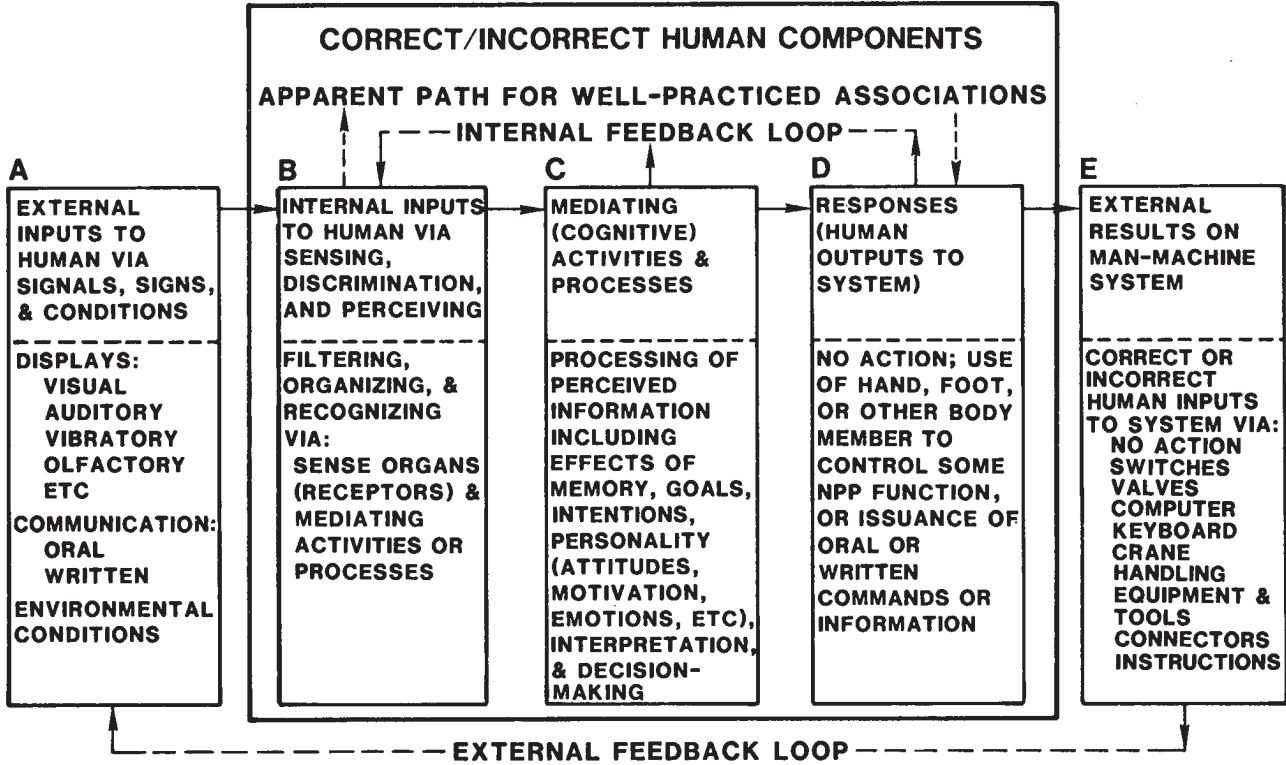 CORRECT/INCORRECT HUMAN COMPONENTS
APPARENT PATH FOR WELL-PRACTICED ASSOCIATIONS
INTERNAL FEEDBACK LOOP
A
EXTERNAL
INPUTS TO
HUMAN VIA
SIGNALS, SIGNS,
& CONDITIONS
DISPLAYS:
VISUAL
AUDITORY
VIBRATORY
OLFACTORY
ETC
COMMUNICATION:
ORAL
WRITTEN
ENVIRONMENTAL
CONDITIONS
B
INTERNAL INPUTS
TO HUMAN VIA
SENSING,
DISCRIMINATION,
AND PERCEIVING
FILTERING,
ORGANIZING, &
RECOGNIZING
VIA:
SENSE ORGANS
(RECEPTORS) &
MEDIATING
ACTIVITIES OR
PROCESSES
C
MEDIATING
(COGNITIVE)
ACTIVITIES &
PROCESSES
PROCESSING OF
PERCEIVED
INFORMATION
INCLUDING
EFFECTS OF
MEMORY, GOALS,
INTENTIONS,
PERSONALITY
(ATTITUDES,
MOTIVATION,
EMOTIONS, ETC),
INTERPRETATION,
& DECISION-
MAKING
D
RESPONSES
(HUMAN
OUTPUTS TO
SYSTEM)
NO ACTION; USE
OF HAND, FOOT,
OR OTHER BODY
MEMBER TO
CONTROL SOME
NPP FUNCTION,
OR ISSUANCE OF
ORAL OR
WRITTEN
COMMANDS OR
INFORMATION
E
EXTERNAL
RESULTS ON
MAN-MACHINE
SYSTEM
CORRECT OR
INCORRECT
HUMAN INPUTS
TO SYSTEM VIA:
NO ACTION
SWITCHES
VALVES
COMPUTER
KEYBOARD
CRANE
HANDLING
EQUIPMENT &
TOOLS
CONNECTORS
INSTRUCTIONS
EXTERNAL FEEDBACK LOOP